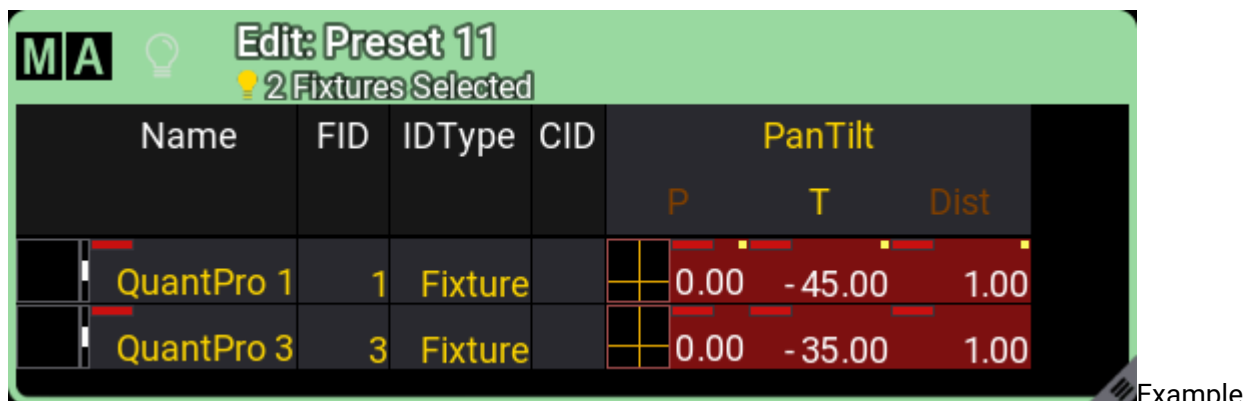 MA Edit: Preset 11
2 Fixtures Selected
Name FID IDType CID PanTilt
P T Dist
QuantPro 1 1 Fixture 0.00 -45.00 1.00
QuantPro 3 3 Fixture 0.00 -35.00 1.00
Example